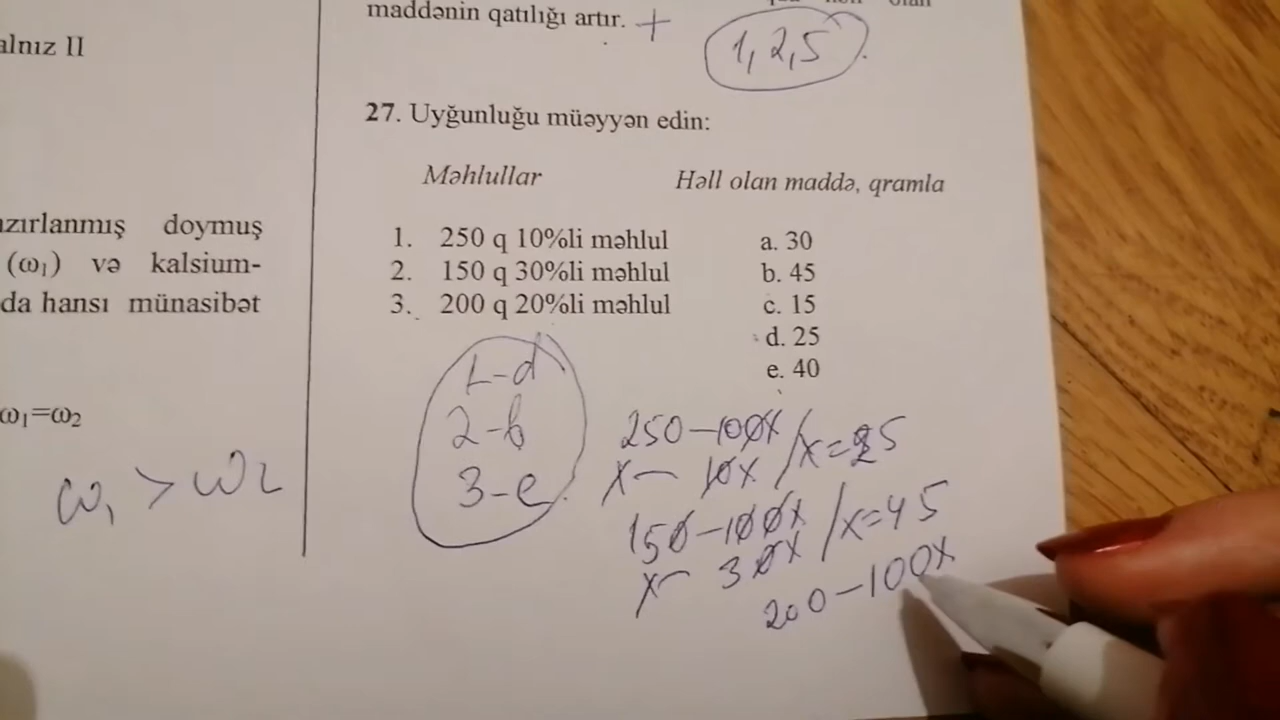 alnız II
azırlanmış doymuş
(ω₁) və kalsium-
da hansı münasibət
ω₁=ω₂
ω₁ > ω₂
olan
maddənin qatılığı artır. +
1, 2, 5
27. Uyğunluğu müəyyən edin:
Məhlullar Həll olan maddə, qramla
1. 250 q 10%li məhlul a. 30
2. 150 q 30%li məhlul b. 45
3. 200 q 20%li məhlul c. 15
d. 25
e. 40
1-d
2-b
3-e
250-100% / x=25
x- 10%
150-100% / x=45
x- 30%
200-100%